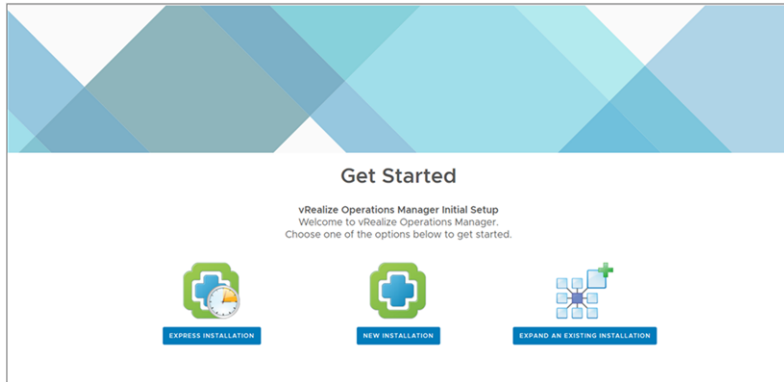 Get Started
vRealize Operations Manager Initial Setup
Welcome to vRealize Operations Manager.
Choose one of the options below to get started.
EXPRESS INSTALLATION
NEW INSTALLATION
EXPAND AN EXISTING INSTALLATION